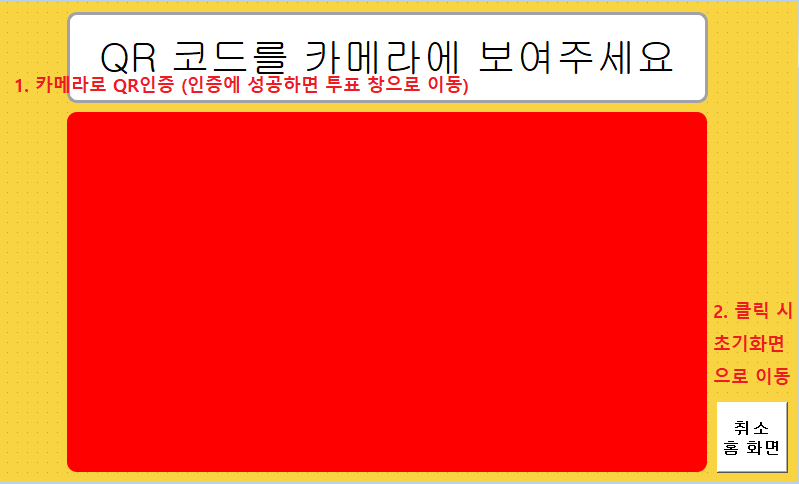 QR 코드를 카메라에 보여주세요
1. 카메라로 QR인증 (인증에 성공하면 투표 창으로 이동)
2. 클릭 시
초기화면
으로 이동
취소
홈 화면